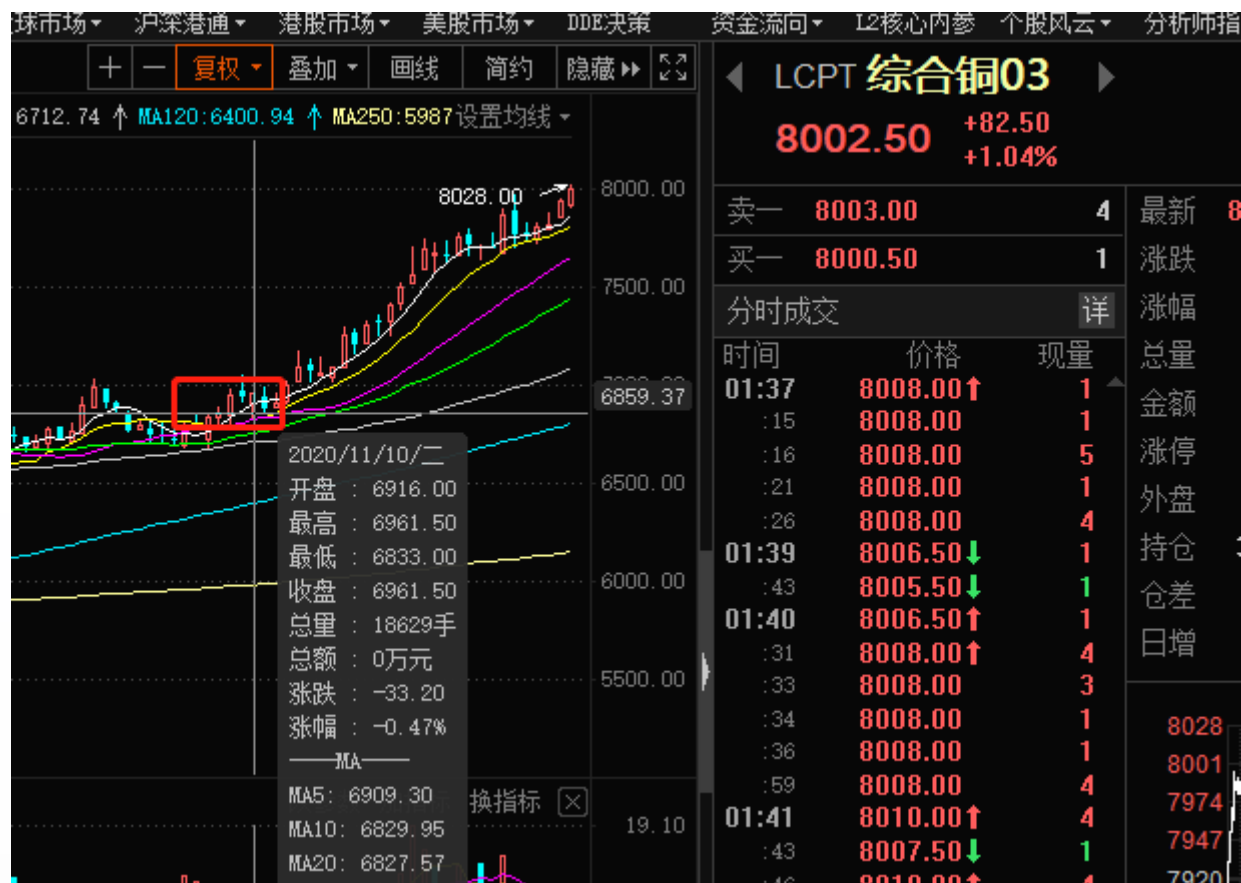 球市场 沪深港通 港股市场 美股市场 DDE决策 资金流向 L2核心内参 个股风云 分析师指
+ — 复权 叠加 画线 简约 隐藏
6712.74 ↑ MA120:6400.94 ↑ MA250:5987 设置均线
LCPT 综合铜03
8002.50 +82.50
+1.04%
8028.00
8000.00
7500.00
6859.37
6500.00
6000.00
5500.00
2020/11/10/二
开盘 : 6916.00
最高 : 6961.50
最低 : 6833.00
收盘 : 6961.50
总量 : 18629手
总额 : 0万元
涨跌 : -33.20
涨幅 : -0.47%
MA
MA5: 6909.30
MA10: 6829.95
MA20: 6827.57
换指标
19.10
卖一 8003.00 4
买一 8000.50 1
分时成交 详
时间 价格 现量
01:37 8008.00↑ 1
:15 8008.00 1
:16 8008.00 5
:21 8008.00 1
:26 8008.00 4
01:39 8006.50↓ 1
:43 8005.50↓ 1
01:40 8006.50↑ 1
:31 8008.00↑ 4
:33 8008.00 3
:34 8008.00 1
:36 8008.00 1
:59 8008.00 4
01:41 8010.00↑ 4
:43 8007.50↓ 1
最新 8
涨跌
涨幅
总量
金额
涨停
外盘
持仓
仓差
日增
8028
8001
7974
7947
7920